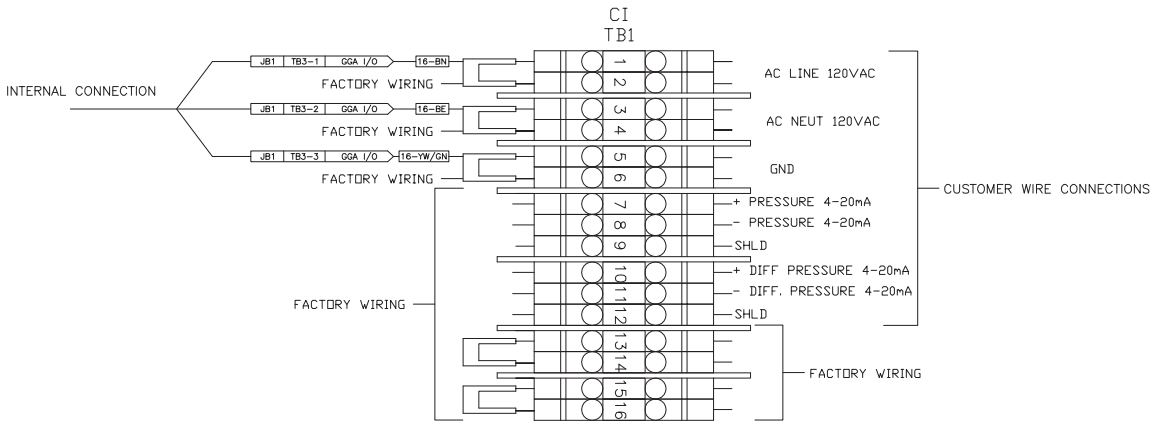 CI
TB1
JB1 TB3-1 GGA I/O 16-BN
1
AC LINE 120VAC
FACTORY WIRING
2
INTERNAL CONNECTION
JB1 TB3-2 GGA I/O 16-BE
3
AC NEUT 120VAC
FACTORY WIRING
4
JB1 TB3-3 GGA I/O 16-YW/GN
5
GND
FACTORY WIRING
6
CUSTOMER WIRE CONNECTIONS
7
+ PRESSURE 4-20mA
8
- PRESSURE 4-20mA
9
SHLD
10
+ DIFF PRESSURE 4-20mA
11
- DIFF. PRESSURE 4-20mA
FACTORY WIRING
12
SHLD
13
14
FACTORY WIRING
15
16